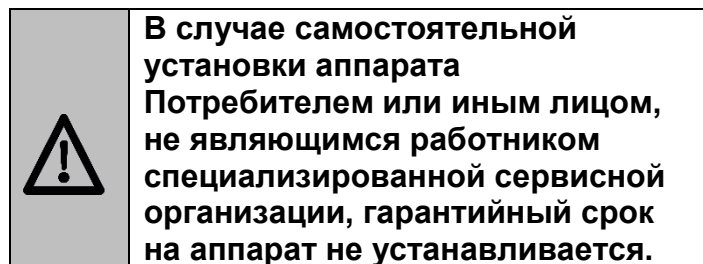 В случае самостоятельной
установки аппарата
Потребителем или иным лицом,
не являющимся работником
специализированной сервисной
организации, гарантийный срок
на аппарат не устанавливается.